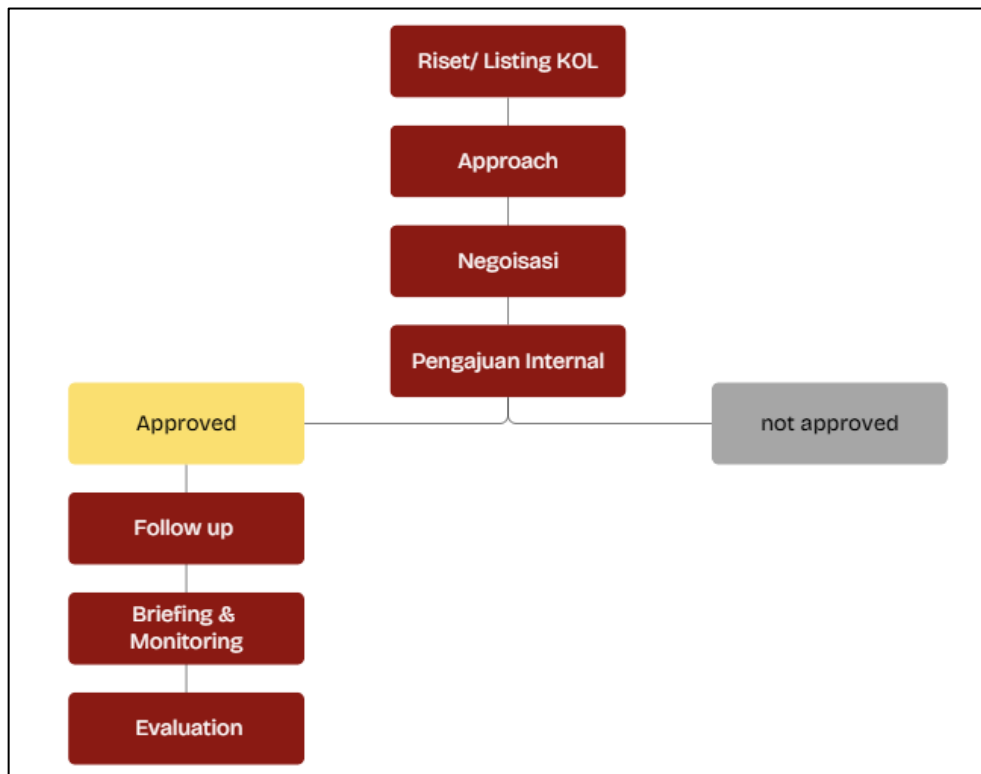 Riset/ Listing KOL
Approach
Negoisasi
Pengajuan Internal
Approved
not approved
Follow up
Briefing &
Monitoring
Evaluation